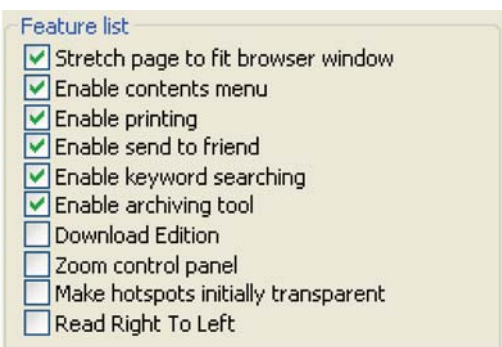 Feature list
Stretch page to fit browser window
Enable contents menu
Enable printing
Enable send to friend
Enable keyword searching
Enable archiving tool
Download Edition
Zoom control panel
Make hotspots initially transparent
Read Right To Left